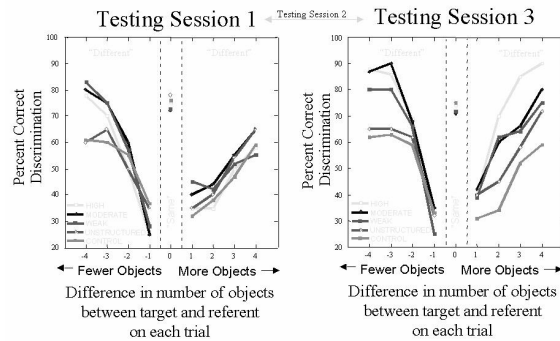 Testing Session 1
Testing Session 2
Testing Session 3
Percent Correct
Discrimination
100
90
80
70
60
50
40
30
20
"Different"
"Different"
"Same"
HIGH
MODERATE
WEAK
UNSTRUCTURED
CONTROL
-4 -3 -2 -1 0 1 2 3 4
Fewer Objects More Objects
Difference in number of objects
between target and referent
on each trial
Percent Correct
Discrimination
100
90
80
70
60
50
40
30
20
"Different"
"Different"
"Same"
HIGH
MODERATE
WEAK
UNSTRUCTURED
CONTROL
-4 -3 -2 -1 0 1 2 3 4
Fewer Objects More Objects
Difference in number of objects
between target and referent
on each trial